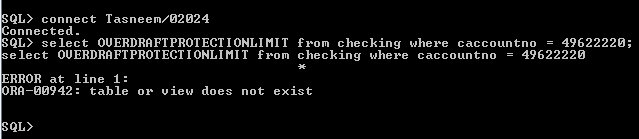 SQL> connect Tasneem/02024
Connected.
SQL> select OVERDRAFTPROTECTIONLIMIT from checking where caccountno = 49622220;
select OVERDRAFTPROTECTIONLIMIT from checking where caccountno = 49622220
*
ERROR at line 1:
ORA-00942: table or view does not exist
SQL>